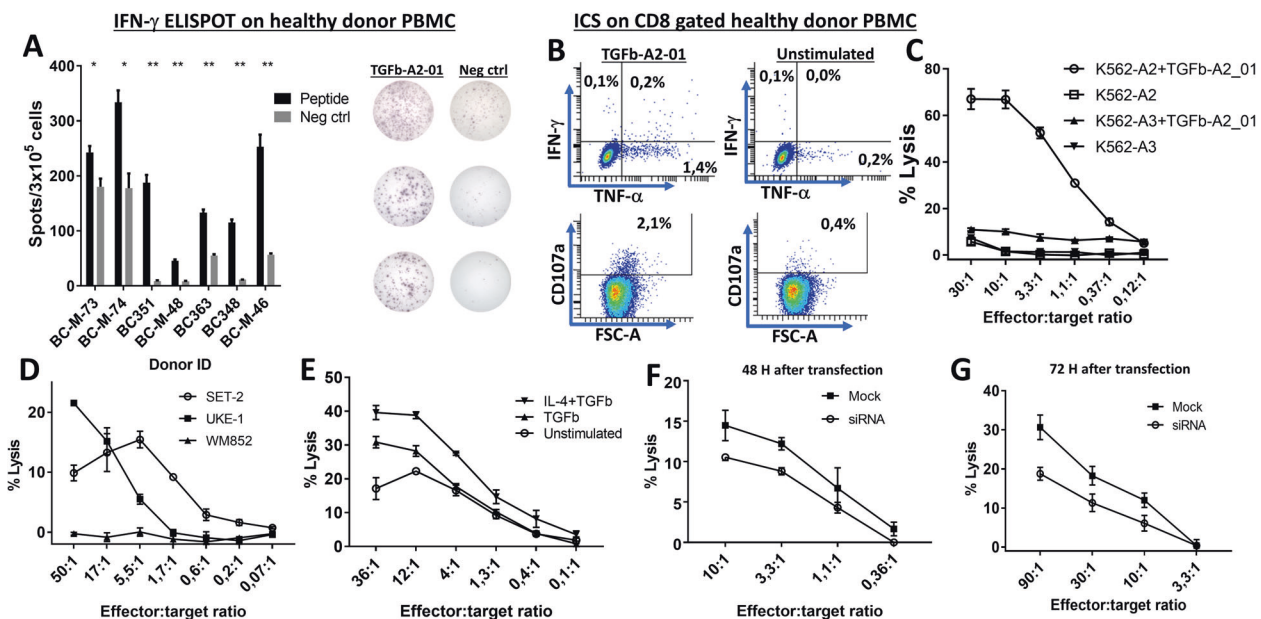 IFN-γ ELISPOT on healthy donor PBMC
A
400
300
200
100
0
Spots/3x10⁵ cells
* * ** ** ** ** **
Peptide
Neg ctrl
BC-M-73
BC-M-74
BC351
BC-M-48
BC363
BC348
BC-M-46
Donor ID
TGFb-A2-01 Neg ctrl
ICS on CD8 gated healthy donor PBMC
B
TGFb-A2-01
0,1% 0,2%
1,4%
IFN-γ
TNF-α
Unstimulated
0,1% 0,0%
0,2%
IFN-γ
TNF-α
2,1%
CD107a
FSC-A
0,4%
CD107a
FSC-A
C
80
60
40
20
0
% Lysis
K562-A2+TGFb-A2_01
K562-A2
K562-A3+TGFb-A2_01
K562-A3
30:1
10:1
3,3:1
1,1:1
0,37:1
0,12:1
Effector:target ratio
D
20
10
0
% Lysis
SET-2
UKE-1
WM852
50:1
17:1
5,5:1
1,7:1
0,6:1
0,2:1
0,07:1
Effector:target ratio
E
50
40
30
20
10
0
% Lysis
IL-4+TGFb
TGFb
Unstimulated
36:1
12:1
4:1
1,3:1
0,4:1
0,1:1
Effector:target ratio
F
48 H after transfection
20
15
10
5
0
% Lysis
Mock
siRNA
10:1
3,3:1
1,1:1
0,36:1
Effector:target ratio
G
72 H after transfection
40
30
20
10
0
% Lysis
Mock
siRNA
90:1
30:1
10:1
3,3:1
Effector:target ratio